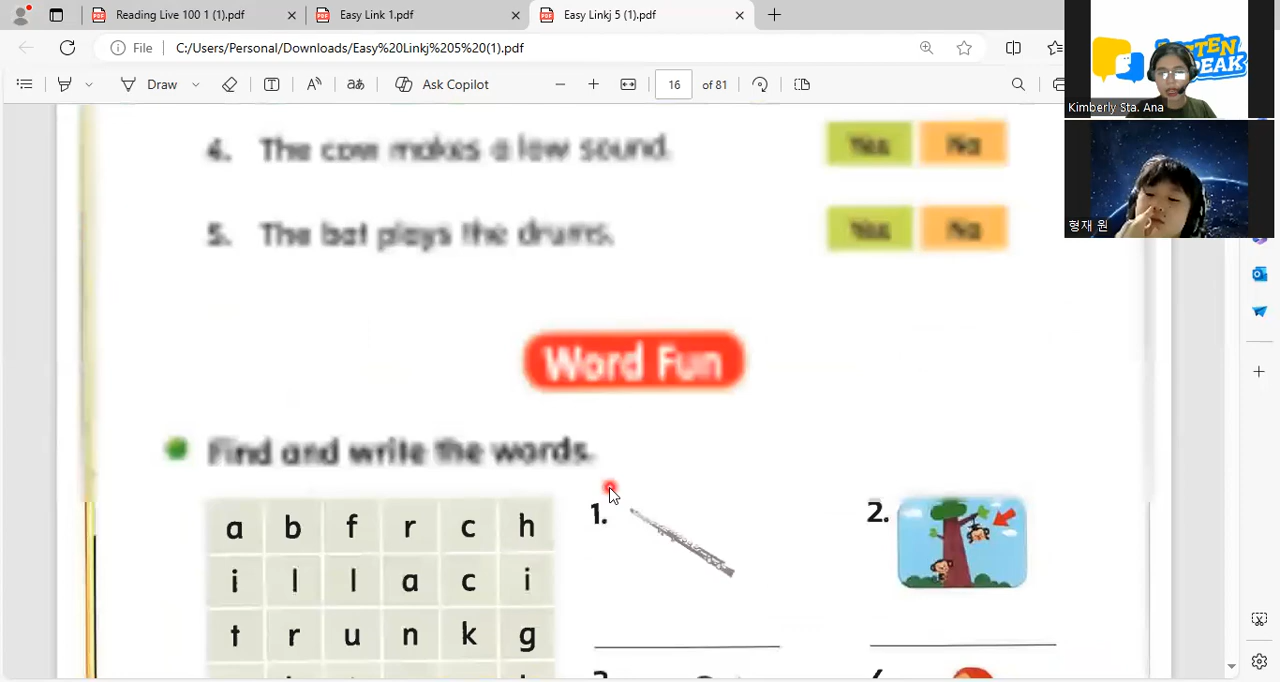 Reading Live 100 1 (1).pdf
Easy Link 1.pdf
Easy Linkj 5 (1).pdf
File
C:/Users/Personal/Downloads/Easy%20Linkj%205%20(1).pdf
Draw
aあ
Ask Copilot
16 of 81
Kimberly Sta. Ana
형재 원
4. The cow makes a low sound. Yes No
5. The bat plays the drums. Yes No
Word Fun
Find and write the words.
a b f r c h
i l l a c i
t r u n k g
1.
2.